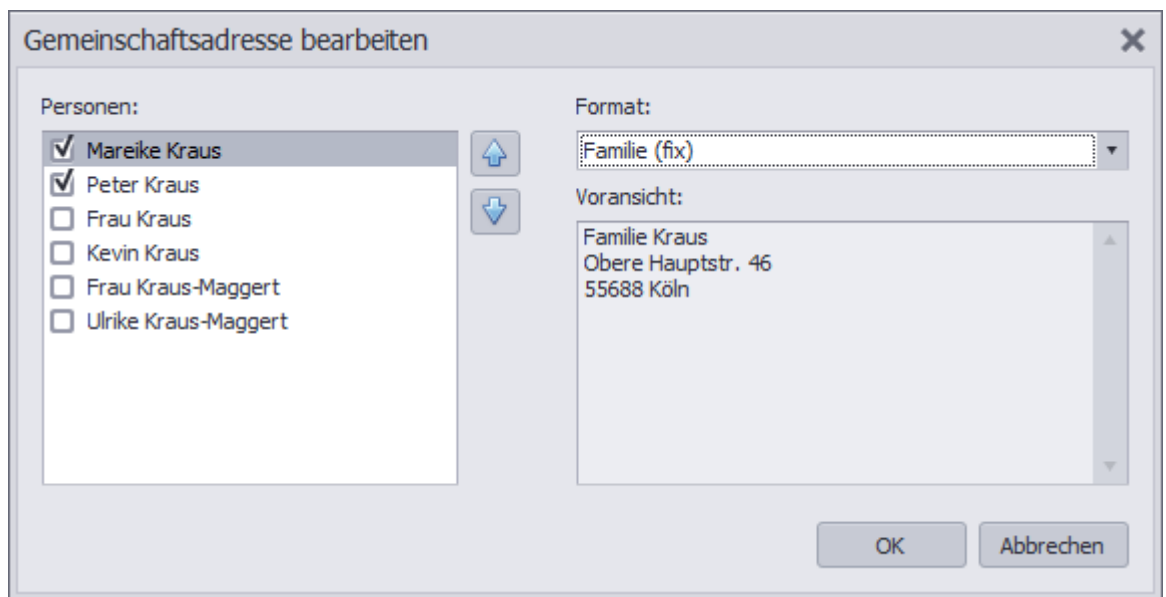 Gemeinschaftsadresse bearbeiten
Personen:
Mareike Kraus
Peter Kraus
Frau Kraus
Kevin Kraus
Frau Kraus-Maggert
Ulrike Kraus-Maggert
Format:
Familie (fix)
Voransicht:
Familie Kraus
Obere Hauptstr. 46
55688 Köln
OK
Abbrechen